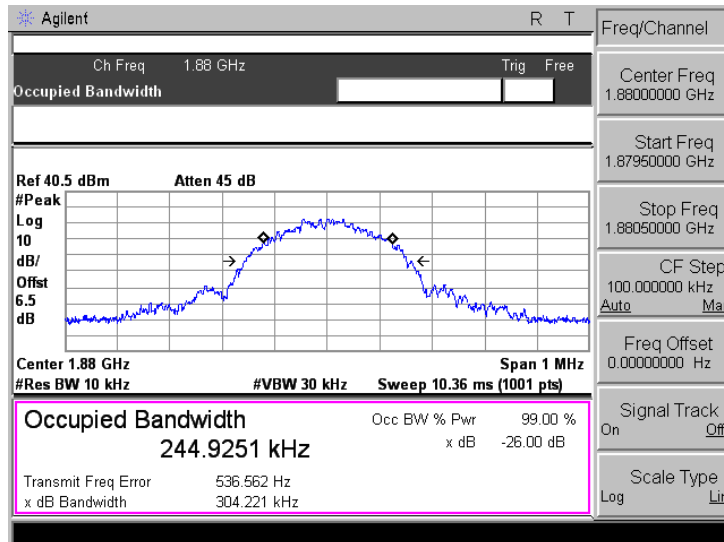 Agilent R T
Ch Freq 1.88 GHz Trig Free
Occupied Bandwidth
Ref 40.5 dBm Atten 45 dB
#Peak
Log
10
dB/
Offst
6.5
dB
Center 1.88 GHz Span 1 MHz
#Res BW 10 kHz #VBW 30 kHz Sweep 10.36 ms (1001 pts)
Occupied Bandwidth
244.9251 kHz
Occ BW % Pwr 99.00 %
x dB -26.00 dB
Transmit Freq Error 536.562 Hz
x dB Bandwidth 304.221 kHz
Freq/Channel
Center Freq
1.88000000 GHz
Start Freq
1.87950000 GHz
Stop Freq
1.88050000 GHz
CF Step
100.000000 kHz
Auto Ma
Freq Offset
0.00000000 Hz
Signal Track
On Off
Scale Type
Log Lin